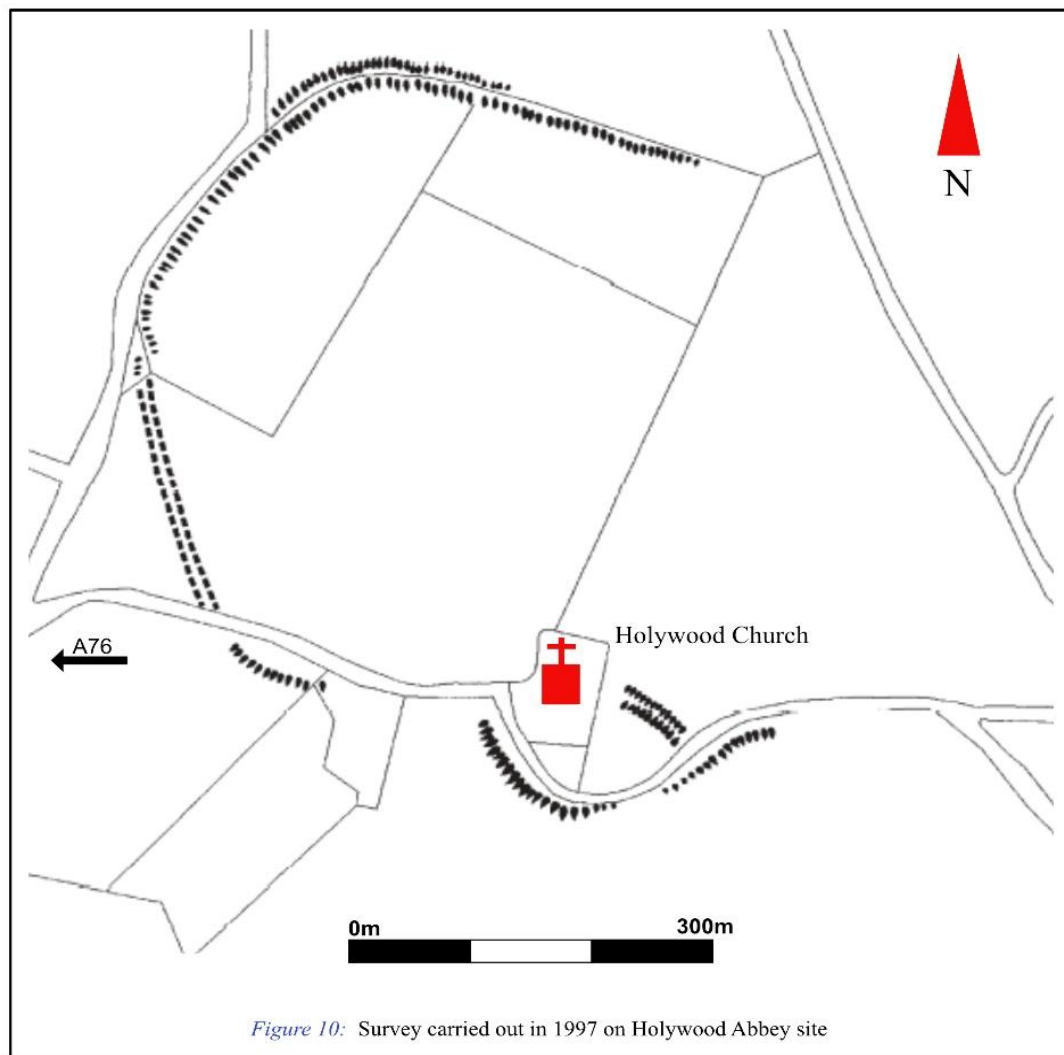 N
Holywood Church
A76
0m 300m
Figure 10: Survey carried out in 1997 on Holywood Abbey site